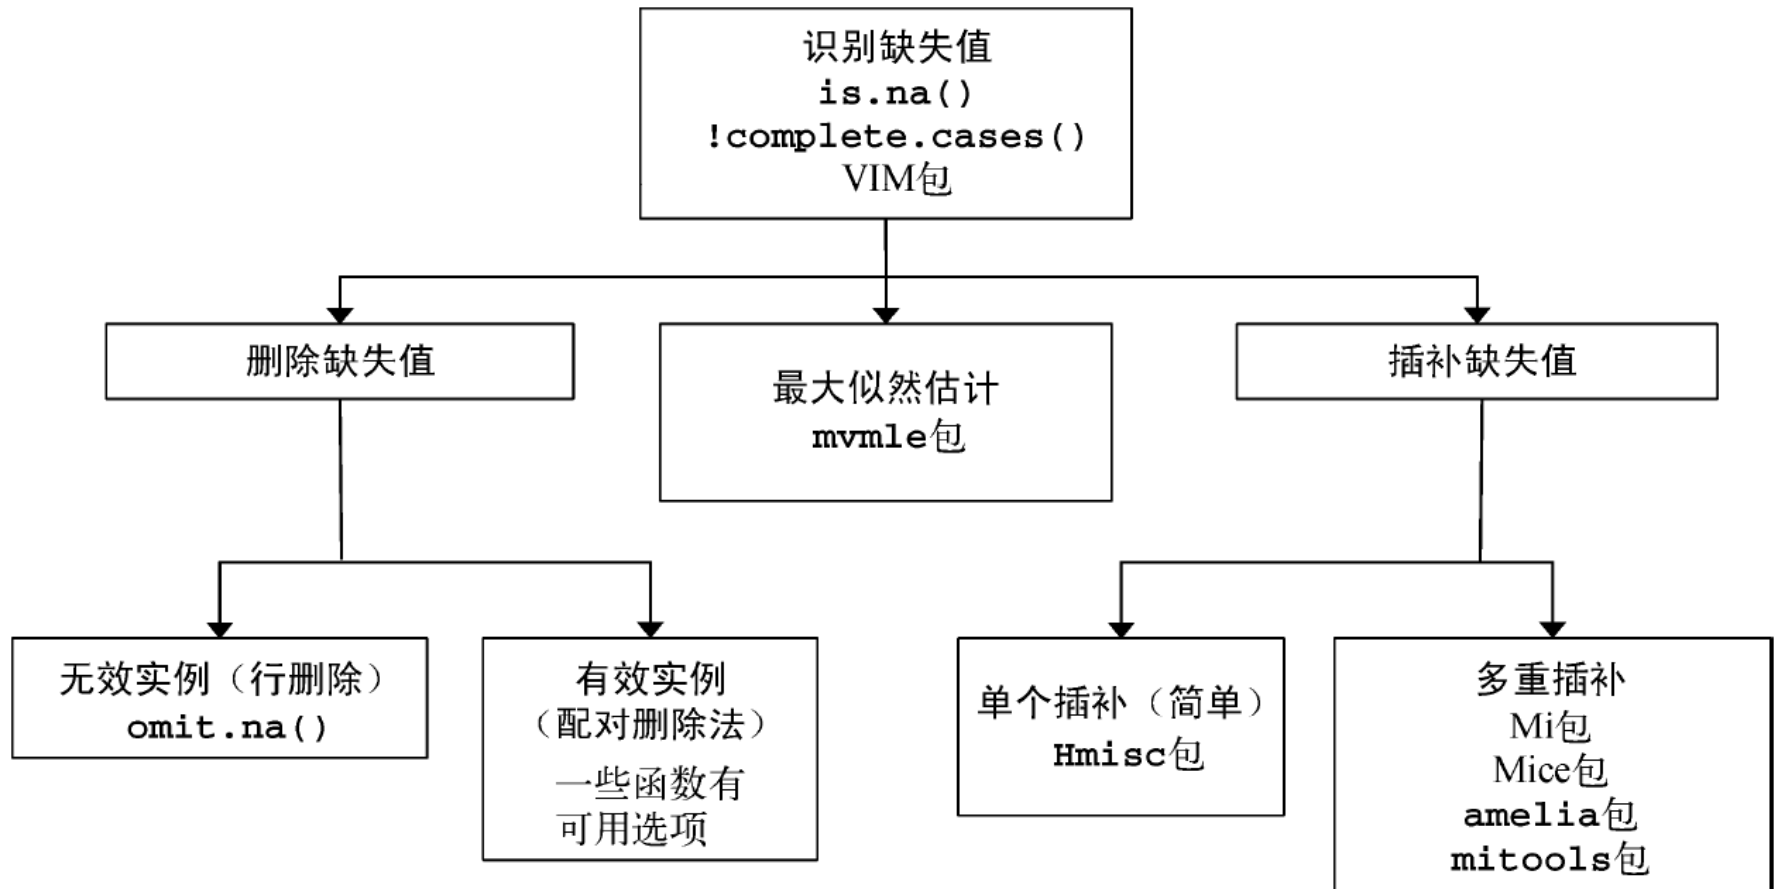 识别缺失值
is.na()
!complete.cases()
VIM包
删除缺失值
最大似然估计
mvmle包
插补缺失值
无效实例（行删除）
omit.na()
有效实例
（配对删除法）
一些函数有
可用选项
单个插补（简单）
Hmisc包
多重插补
Mi包
Mice包
amelia包
mitools包